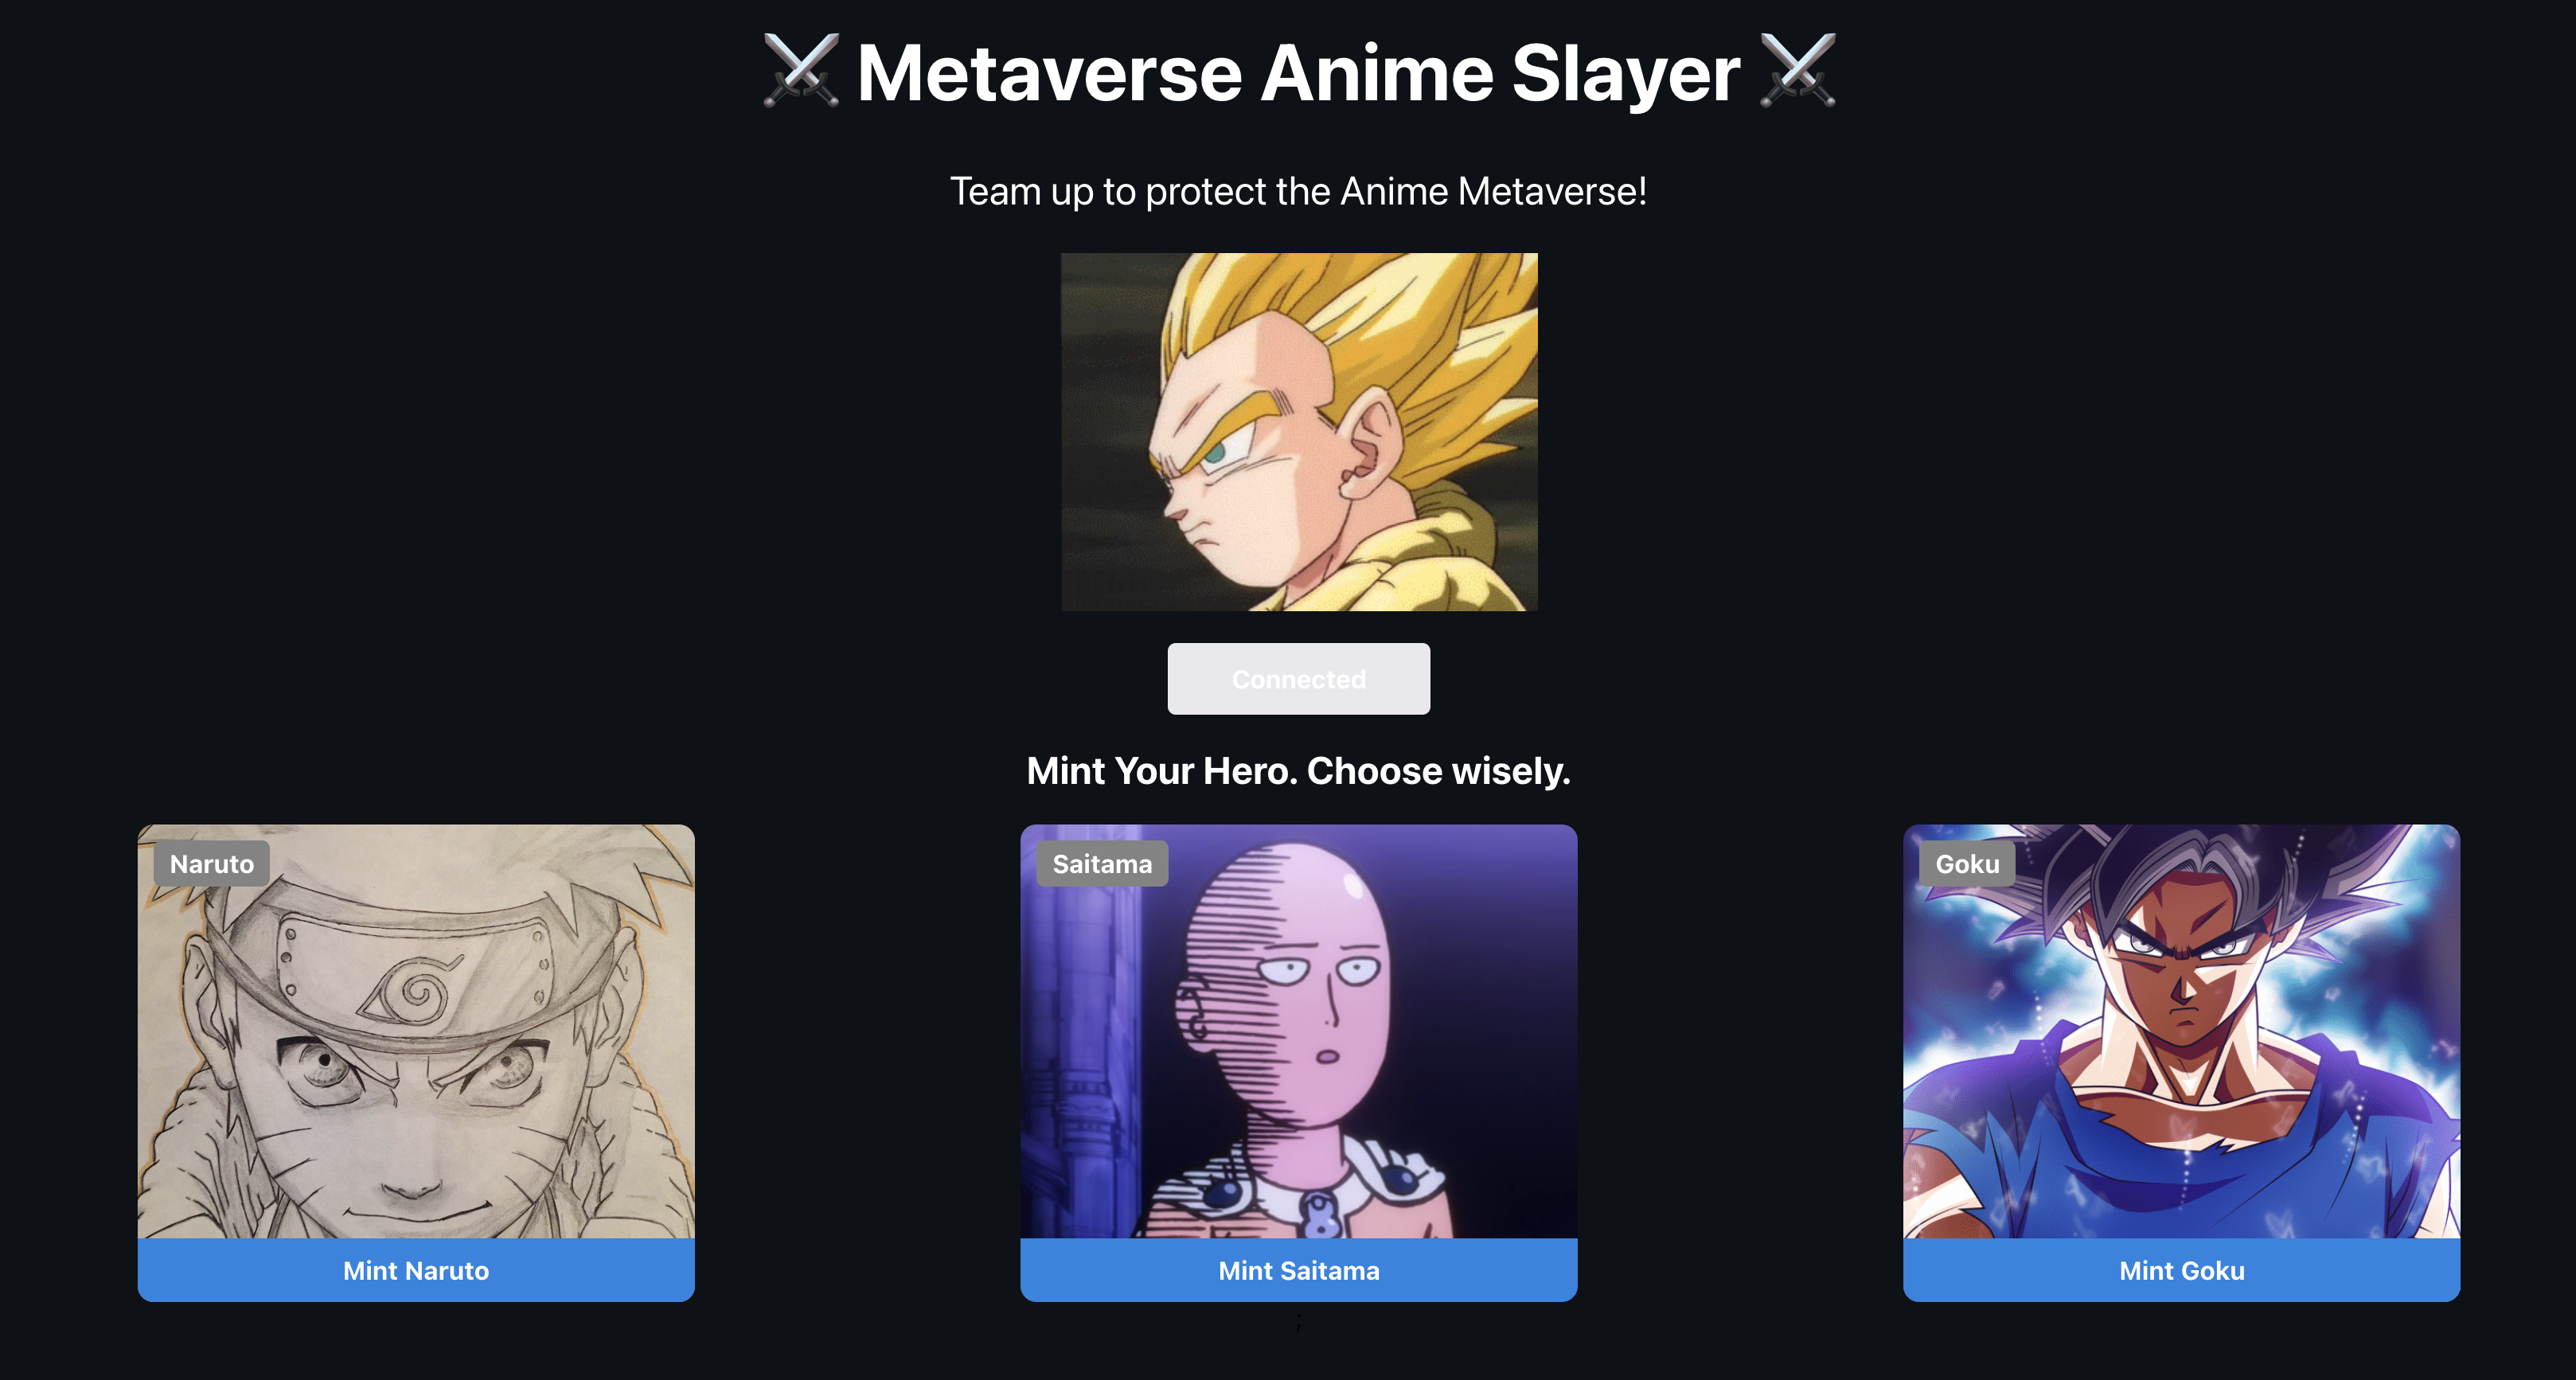 ⚔️ Metaverse Anime Slayer ⚔️
Team up to protect the Anime Metaverse!
Connected
Mint Your Hero. Choose wisely.
Naruto
Saitama
Goku
Mint Naruto
Mint Saitama
Mint Goku
;